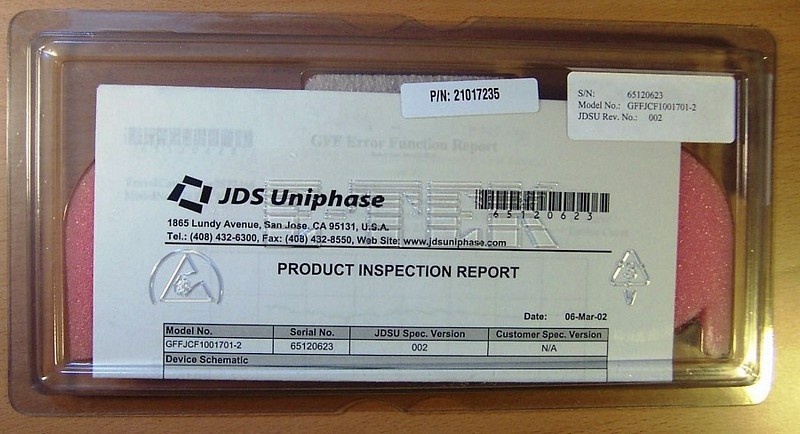 P/N: 21017235
S/N: 65120623
Model No.: GFFJCF1001701-2
JDSU Rev. No.: 002
GFF Error Function Report
JDS Uniphase
65120623
1865 Lundy Avenue, San Jose, CA 95131, U.S.A.
Tel.: (408) 432-6300, Fax: (408) 432-8550, Web Site: www.jdsuniphase.com
PRODUCT INSPECTION REPORT
Date: 06-Mar-02
Model No. Serial No. JDSU Spec. Version Customer Spec. Version
GFFJCF1001701-2 65120623 002 N/A
Device Schematic